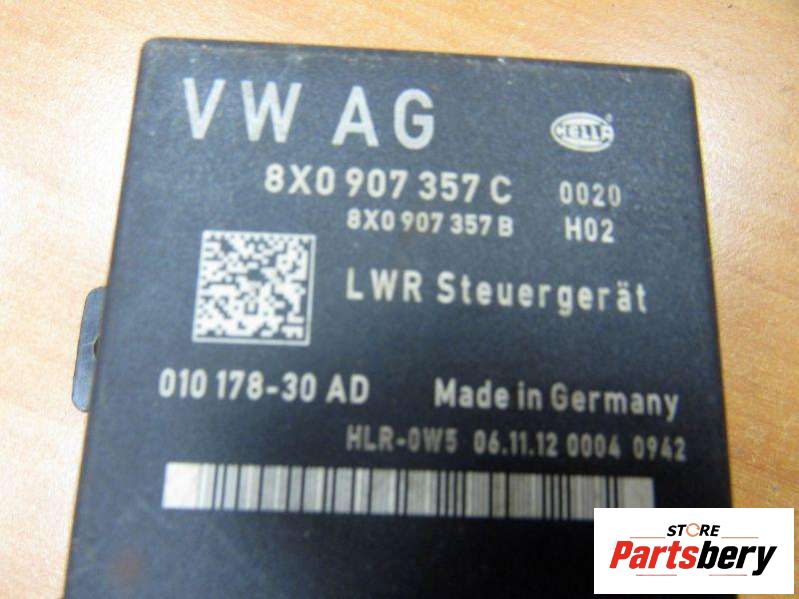 VW AG
HELLA
8X0 907 357 C 0020
8X0 907 357 B H02
LWR Steuergerät
010 178-30 AD Made in Germany
HLR-0W5 06.11.12 0004 0942
STORE
Partsbery